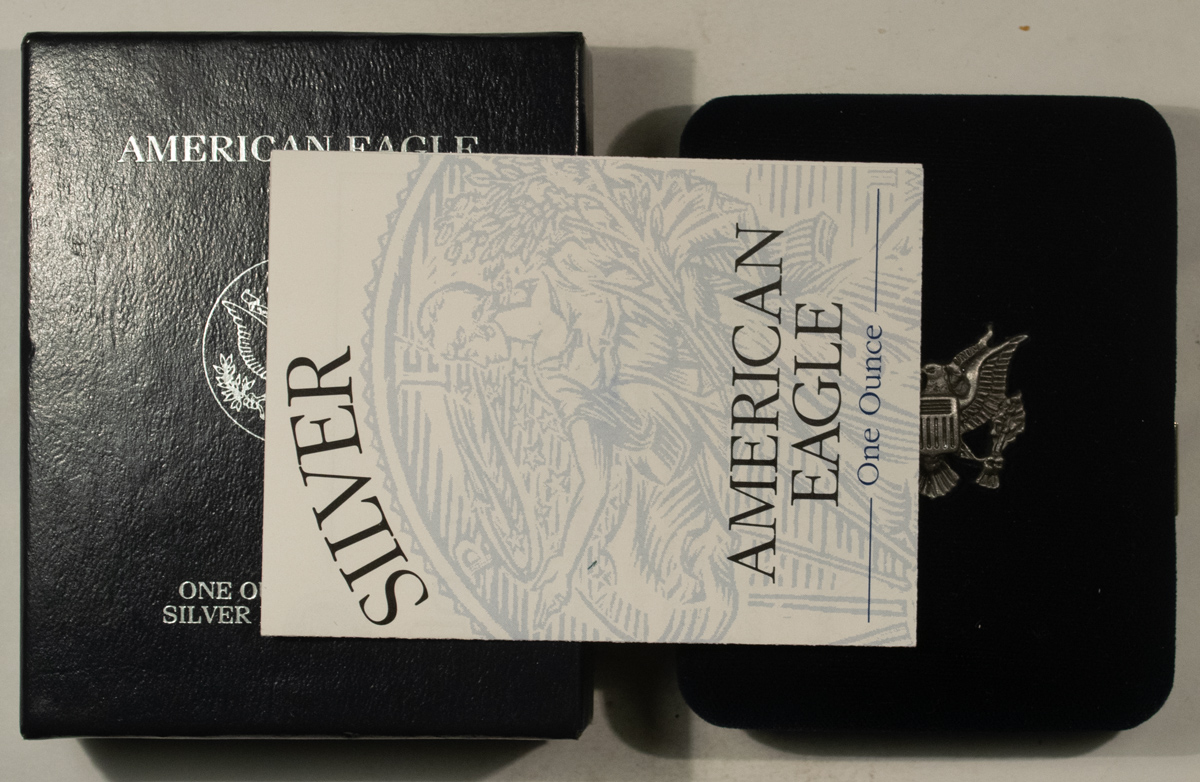 AMERICAN EAGLE
ONE
SILVER
SILVER
AMERICAN
EAGLE
One Ounce